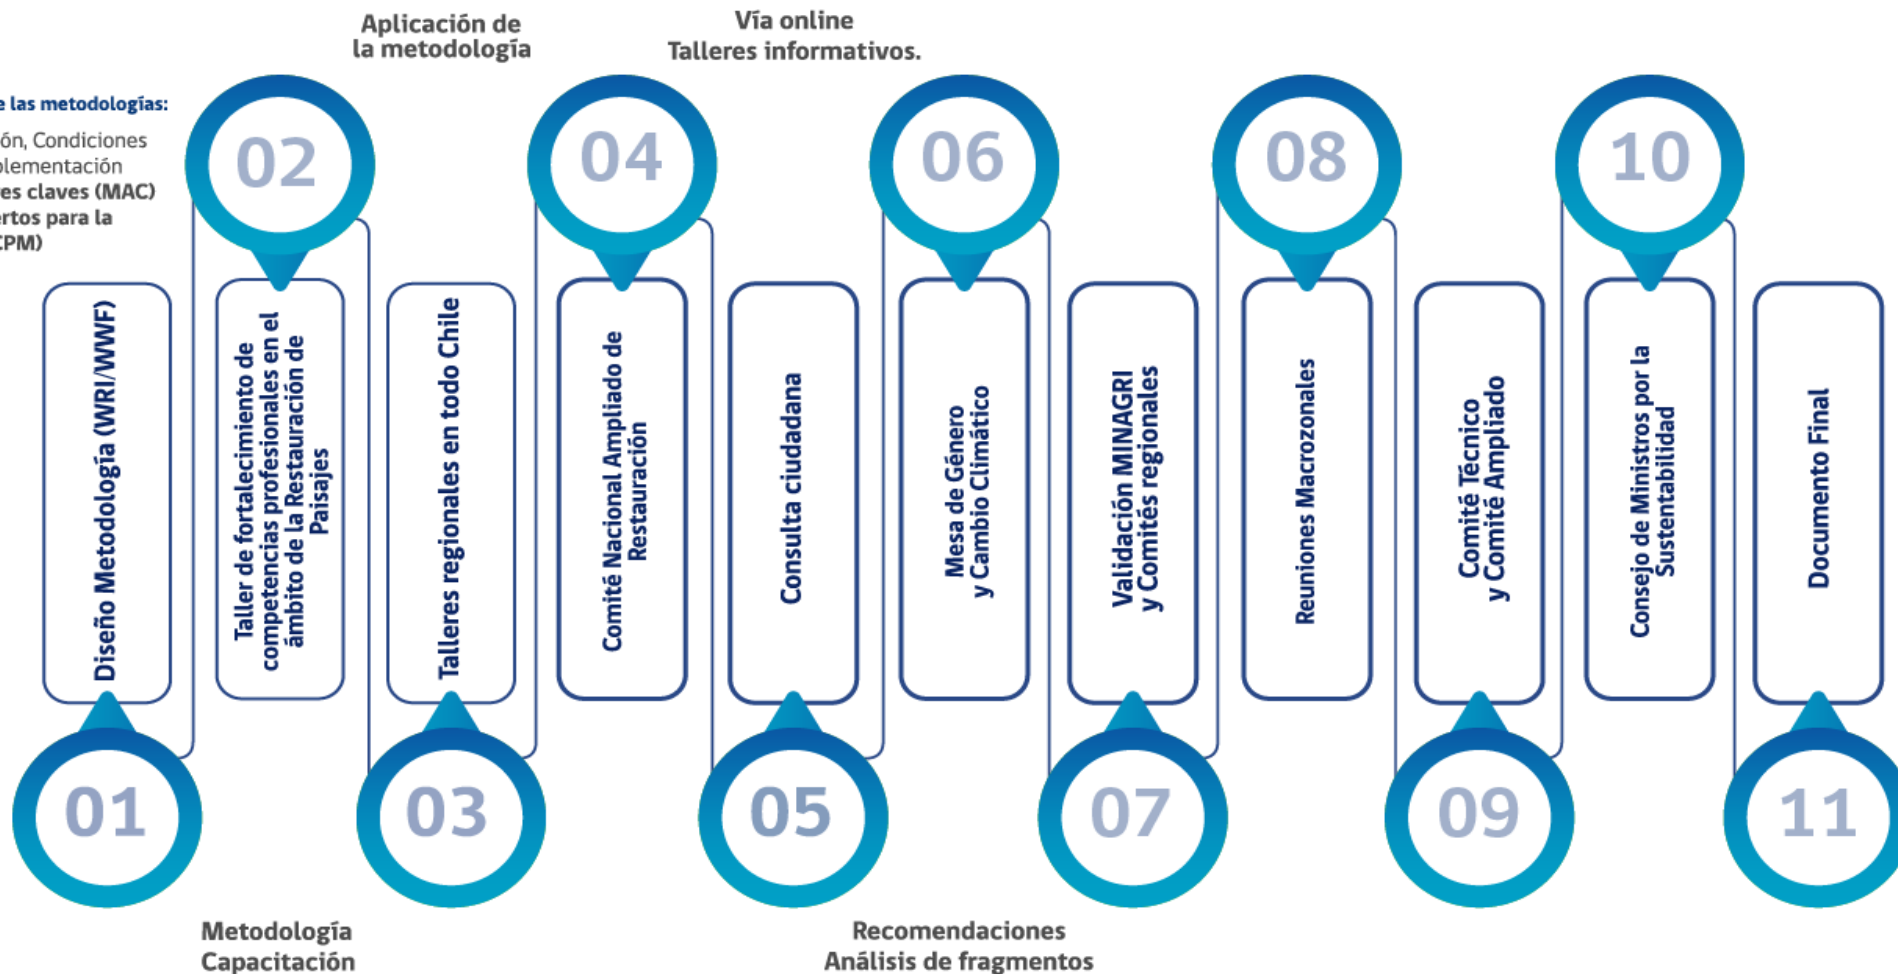 Aplicación de
la metodología
Vía online
Talleres informativos.
e las metodologías:
ón, Condiciones
plementación
res claves (MAC)
ertos para la
CPM)
02
04
06
08
10
Diseño Metodología (WRI/WWF)
Taller de fortalecimiento de
competencias profesionales en el
ámbito de la Restauración de
Paisajes
Talleres regionales en todo Chile
Comité Nacional Ampliado de
Restauración
Consulta ciudadana
Mesa de Género
y Cambio Climático
Validación MINAGRI
y Comités regionales
Reuniones Macrozonales
Comité Técnico
y Comité Ampliado
Consejo de Ministros por la
Sustentabilidad
Documento Final
01
03
05
07
09
11
Metodología
Capacitación
Recomendaciones
Análisis de fragmentos